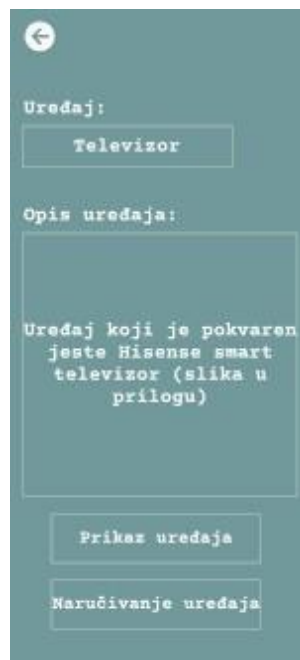 Uređaj:
Televizor
Opis uređaja:
Uređaj koji je pokvaren
jeste Hisense smart
televizor (slika u
prilogu)
Prikaz uređaja
Naručivanje uređaja